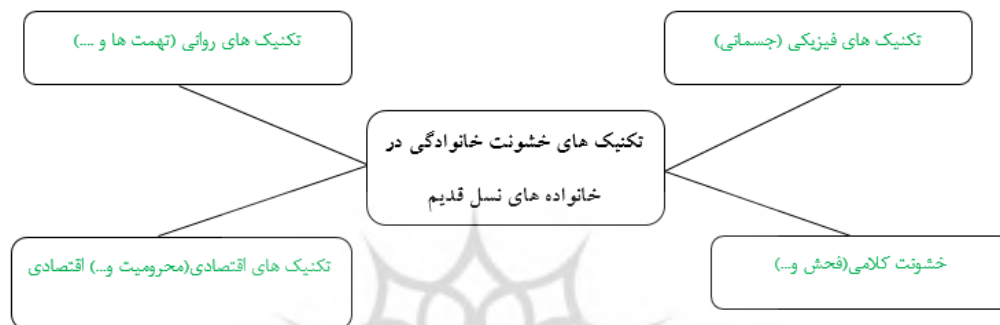 تکنیک های فیزیکی (جسمانی)
تکنیک های روانی (تهمت ها و ....)
تکنیک های خشونت خانوادگی در
خانواده های نسل قدیم
خشونت کلامی(فحش و...)
تکنیک های اقتصادی(محرومیت و...) اقتصادی